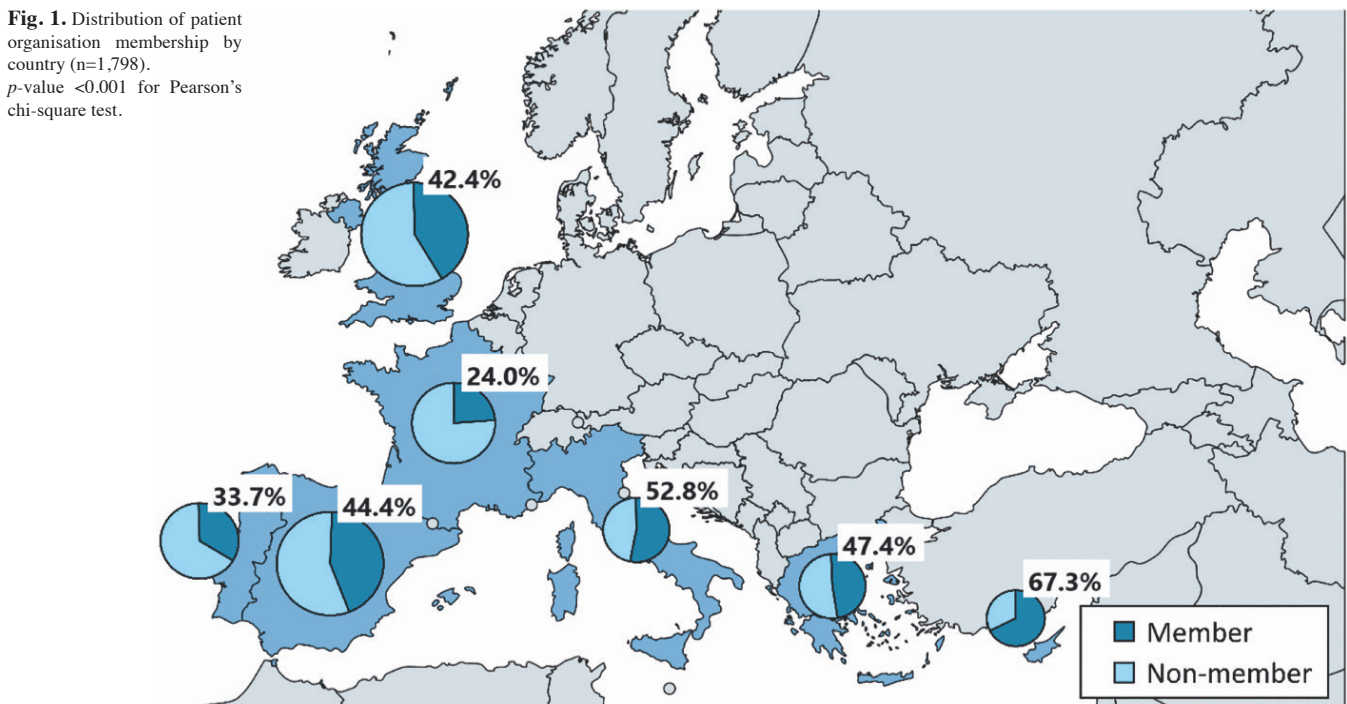 Fig. 1. Distribution of patient
organisation membership by
country (n=1,798).
p-value <0.001 for Pearson's
chi-square test.
42.4%
24.0%
33.7%
44.4%
52.8%
47.4%
67.3%
Member
Non-member